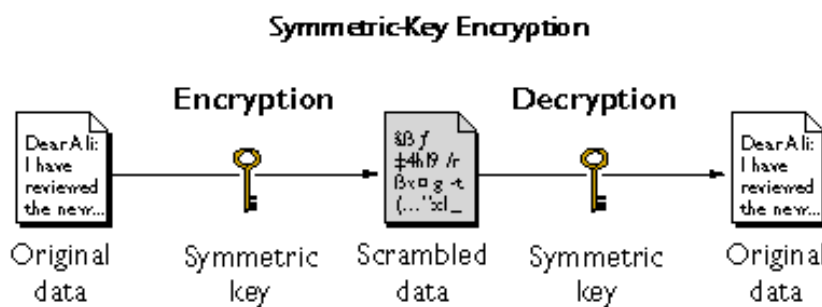 Symmetric-Key Encryption
Encryption
Decryption
Dear Ali:
I have
reviewed
the new...
Dear Ali:
I have
reviewed
the new...
Original
data
Symmetric
key
Scrambled
data
Symmetric
key
Original
data